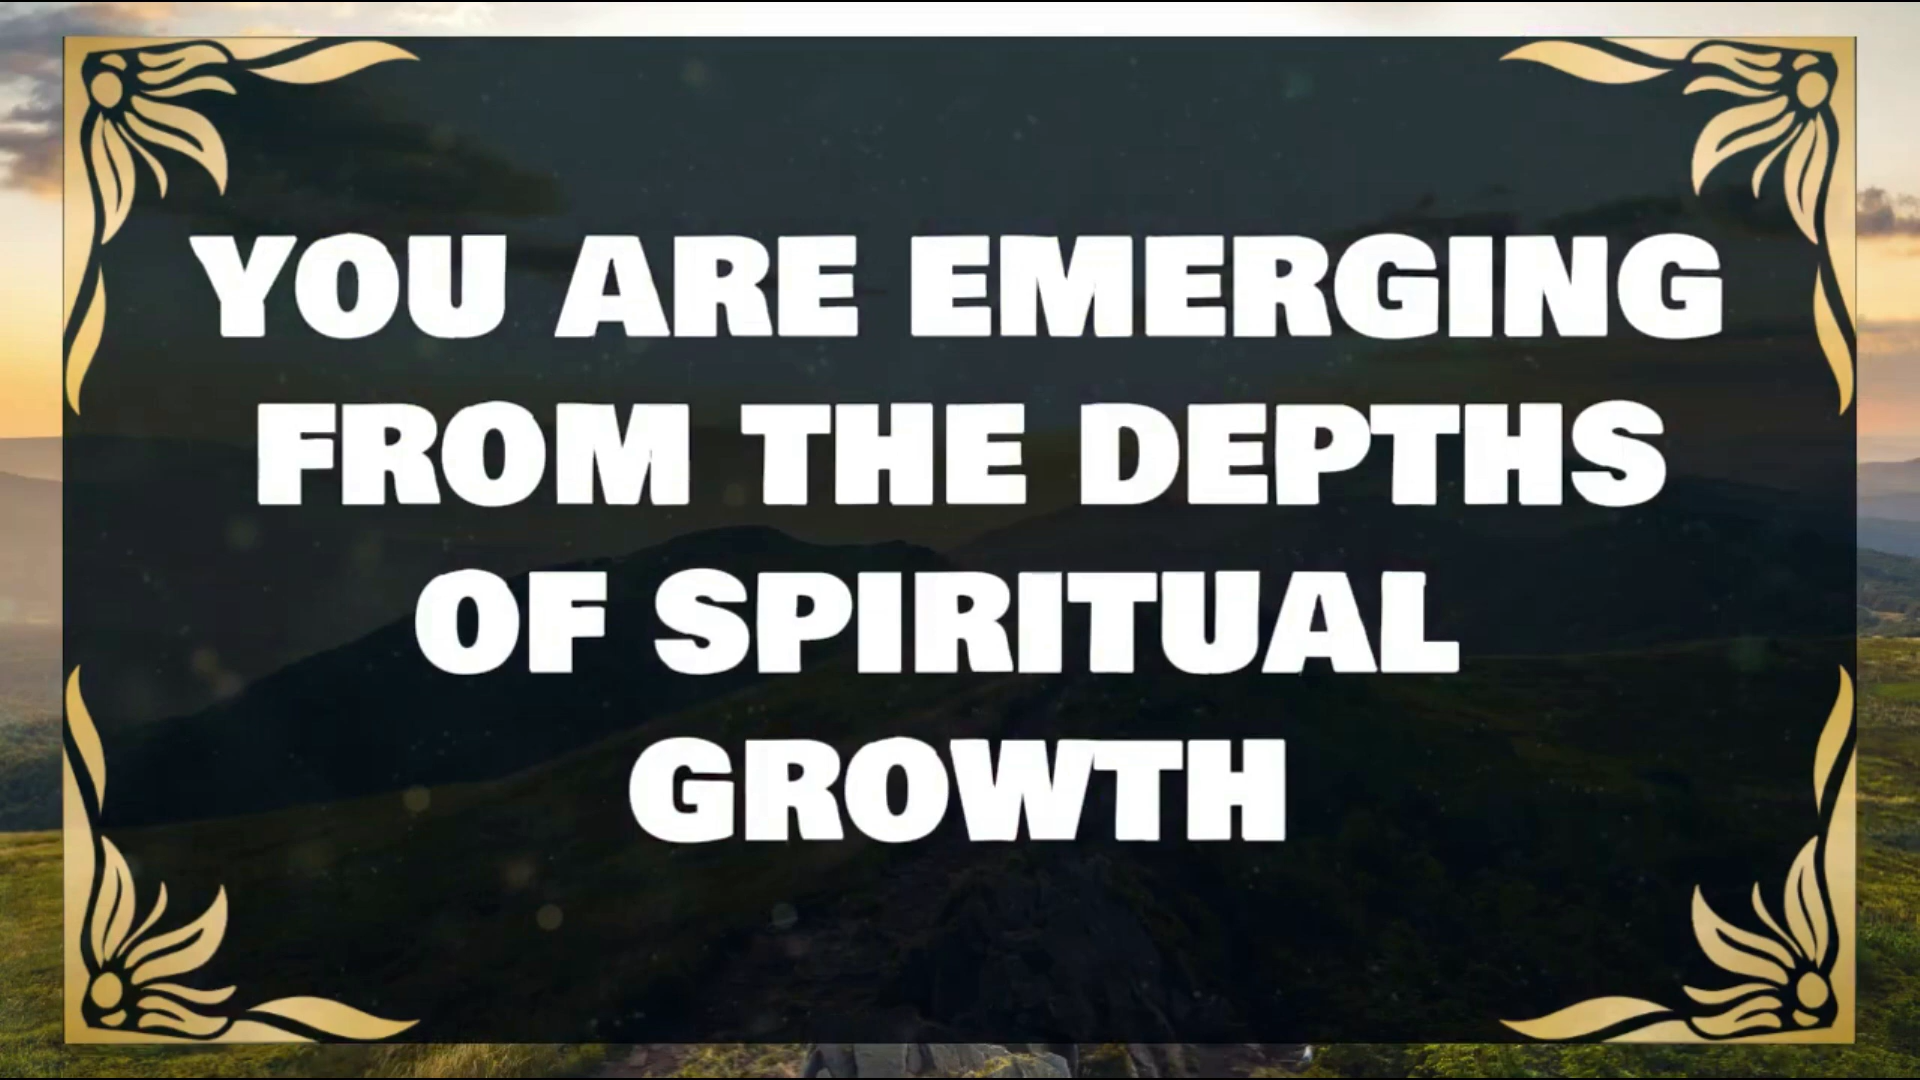 YOU ARE EMERGING
FROM THE DEPTHS
OF SPIRITUAL
GROWTH